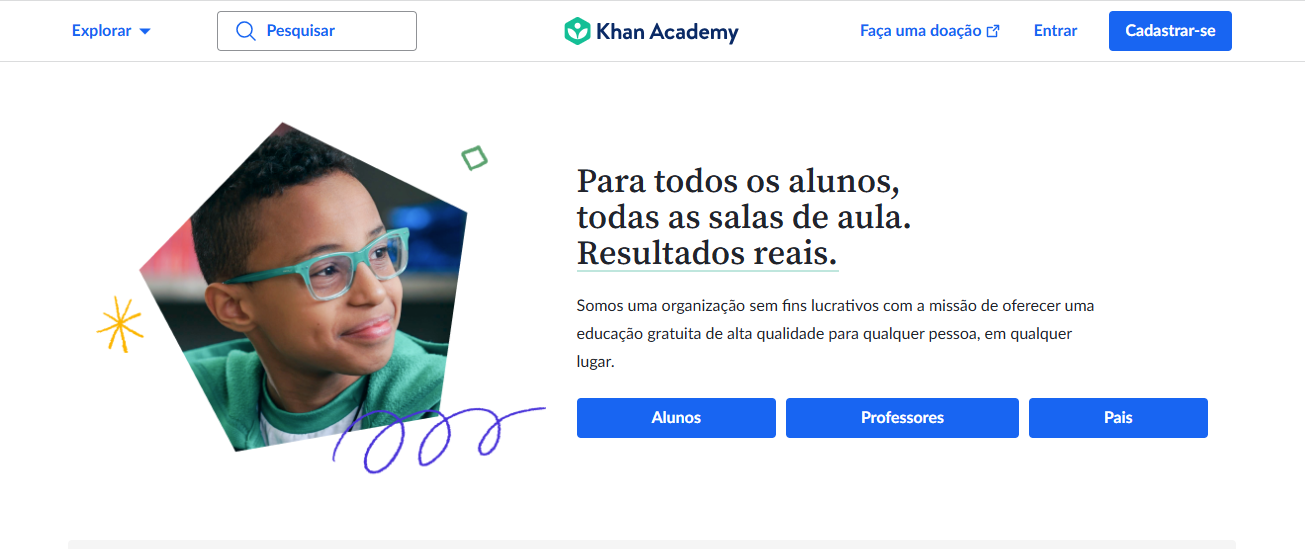 Explorar
Pesquisar
Khan Academy
Faça uma doação
Entrar
Cadastrar-se
Para todos os alunos,
todas as salas de aula.
Resultados reais.
Somos uma organização sem fins lucrativos com a missão de oferecer uma
educação gratuita de alta qualidade para qualquer pessoa, em qualquer
lugar.
Alunos
Professores
Pais